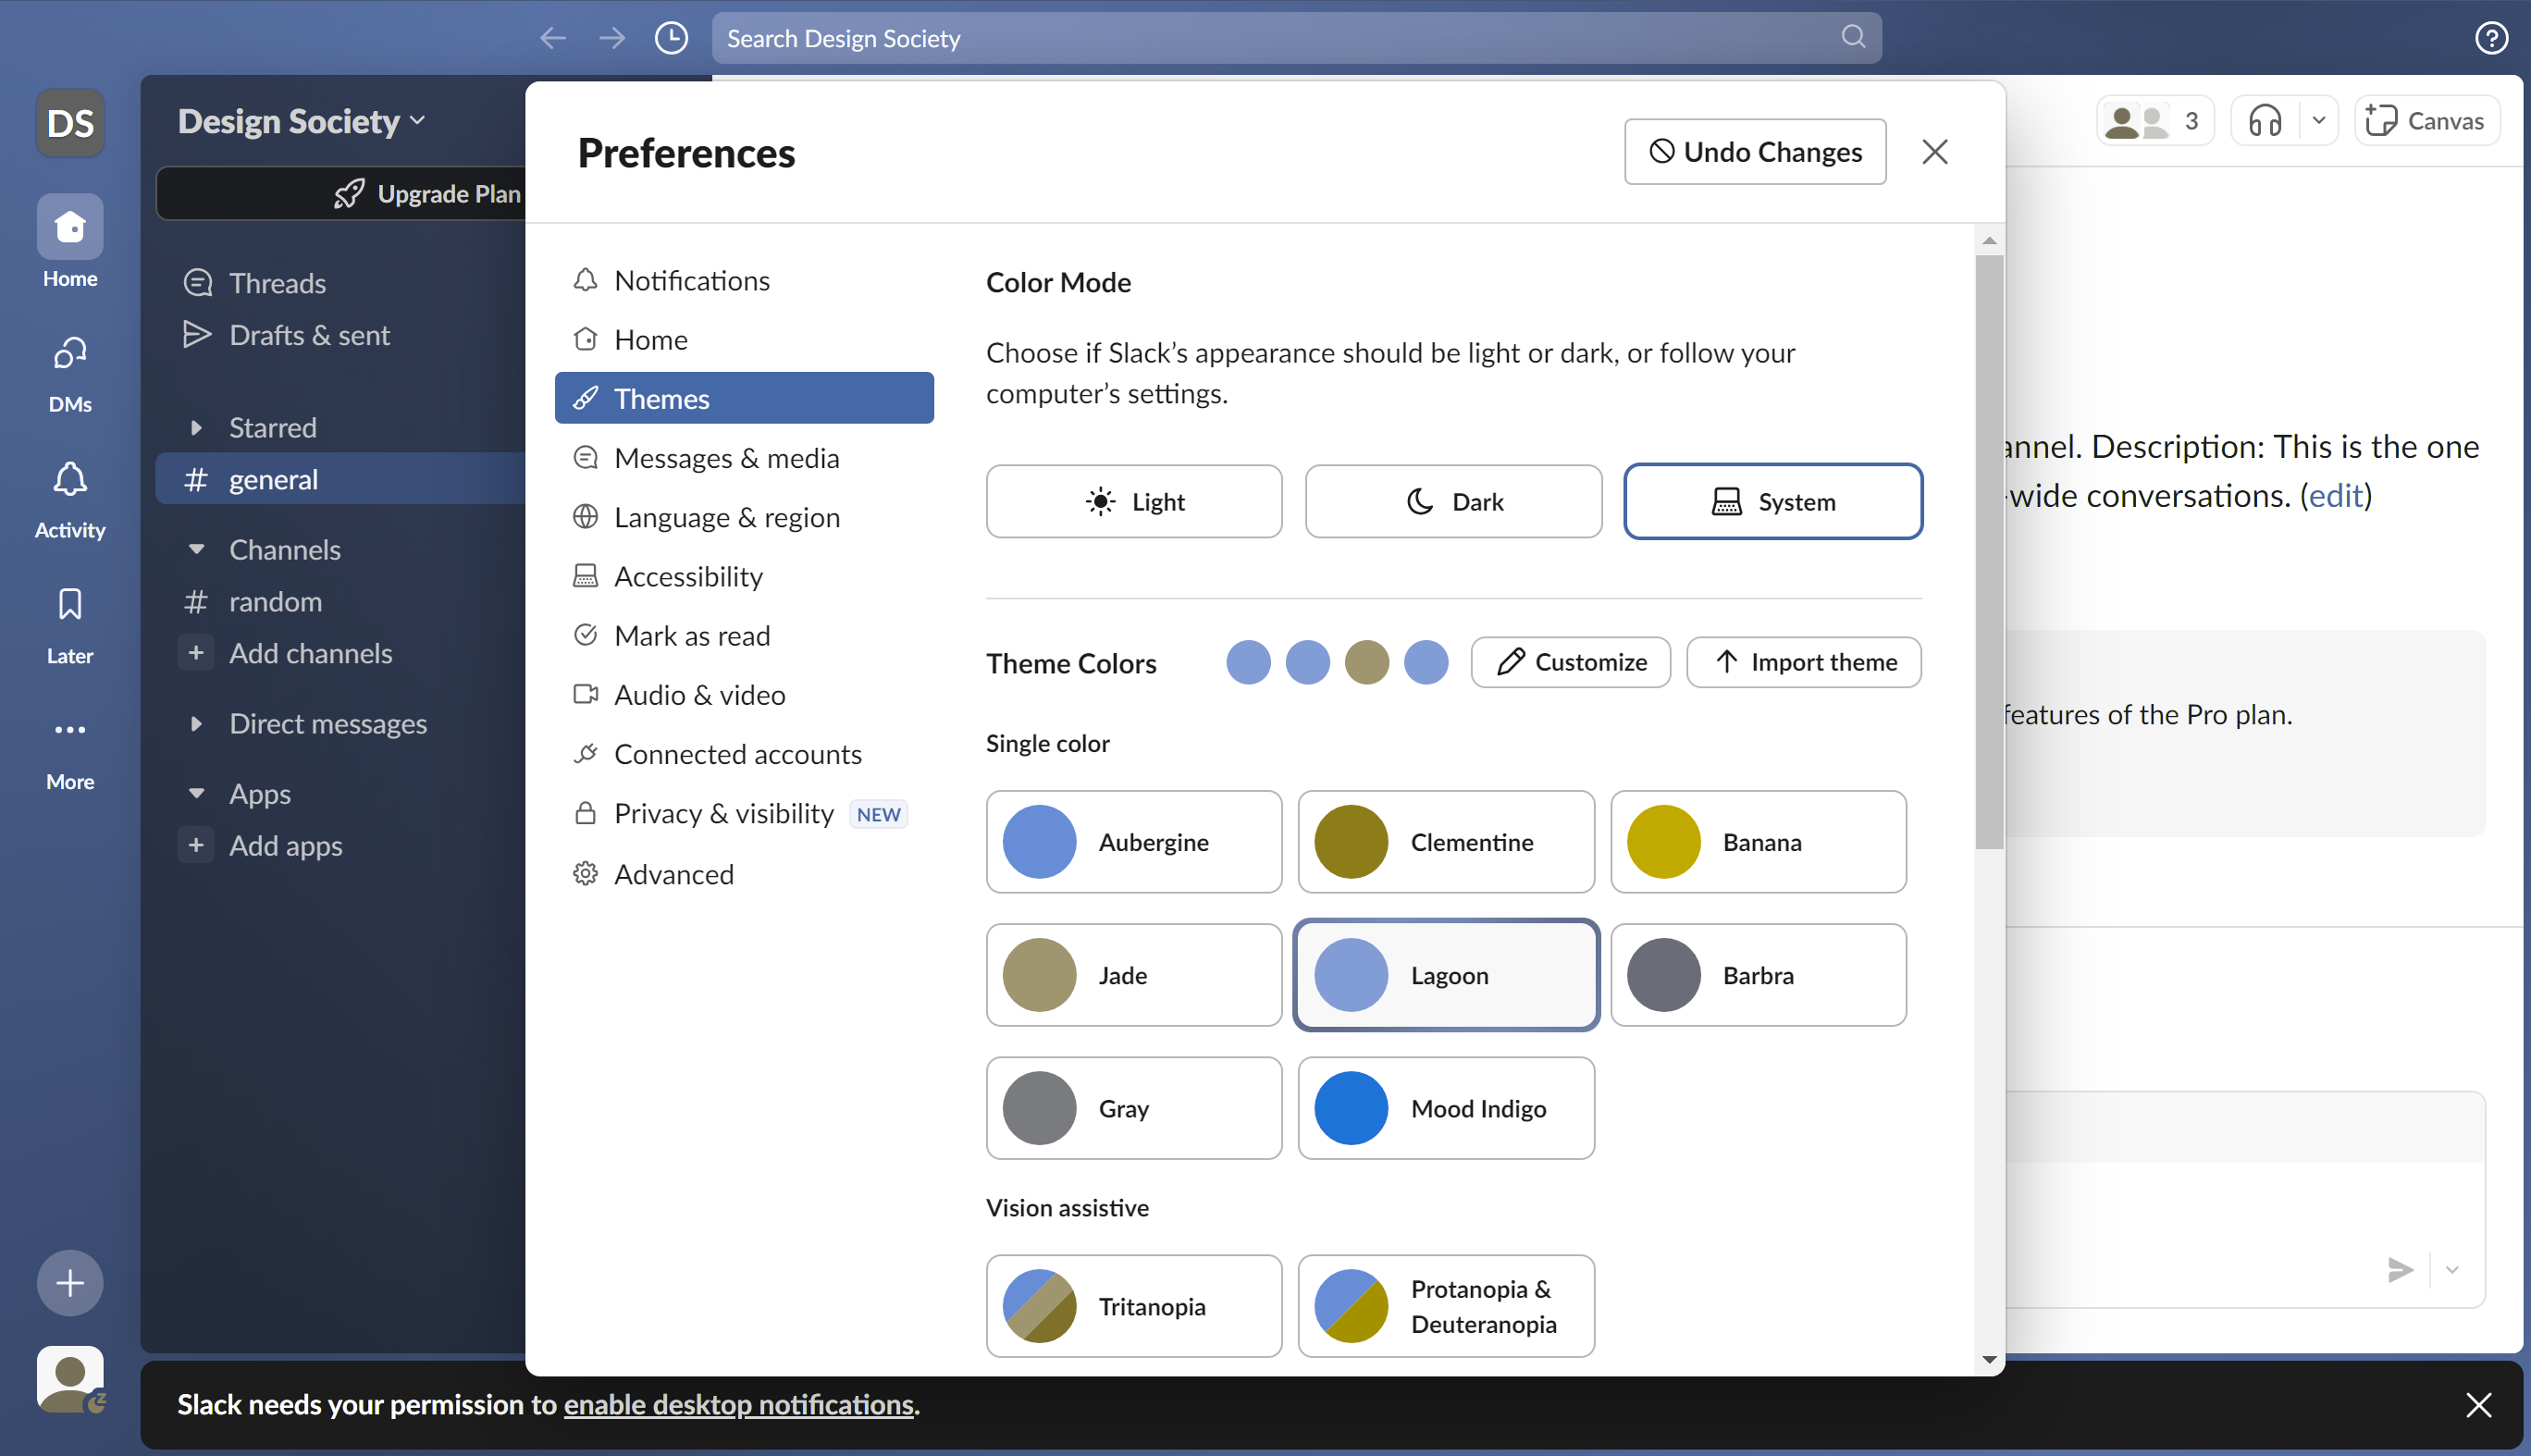 Search Design Society
DS
Home
DMs
Activity
Later
More
Design Society
Upgrade Plan
Threads
Drafts & sent
Starred
# general
Channels
# random
+ Add channels
Direct messages
Apps
+ Add apps
3
Canvas
annel. Description: This is the one
-wide conversations. (edit)
features of the Pro plan.
Preferences
Undo Changes
Notifications
Home
Themes
Messages & media
Language & region
Accessibility
Mark as read
Audio & video
Connected accounts
Privacy & visibility NEW
Advanced
Color Mode
Choose if Slack’s appearance should be light or dark, or follow your
computer’s settings.
Light
Dark
System
Theme Colors
Customize
Import theme
Single color
Aubergine
Clementine
Banana
Jade
Lagoon
Barbra
Gray
Mood Indigo
Vision assistive
Tritanopia
Protanopia &
Deuteranopia
Slack needs your permission to enable desktop notifications.